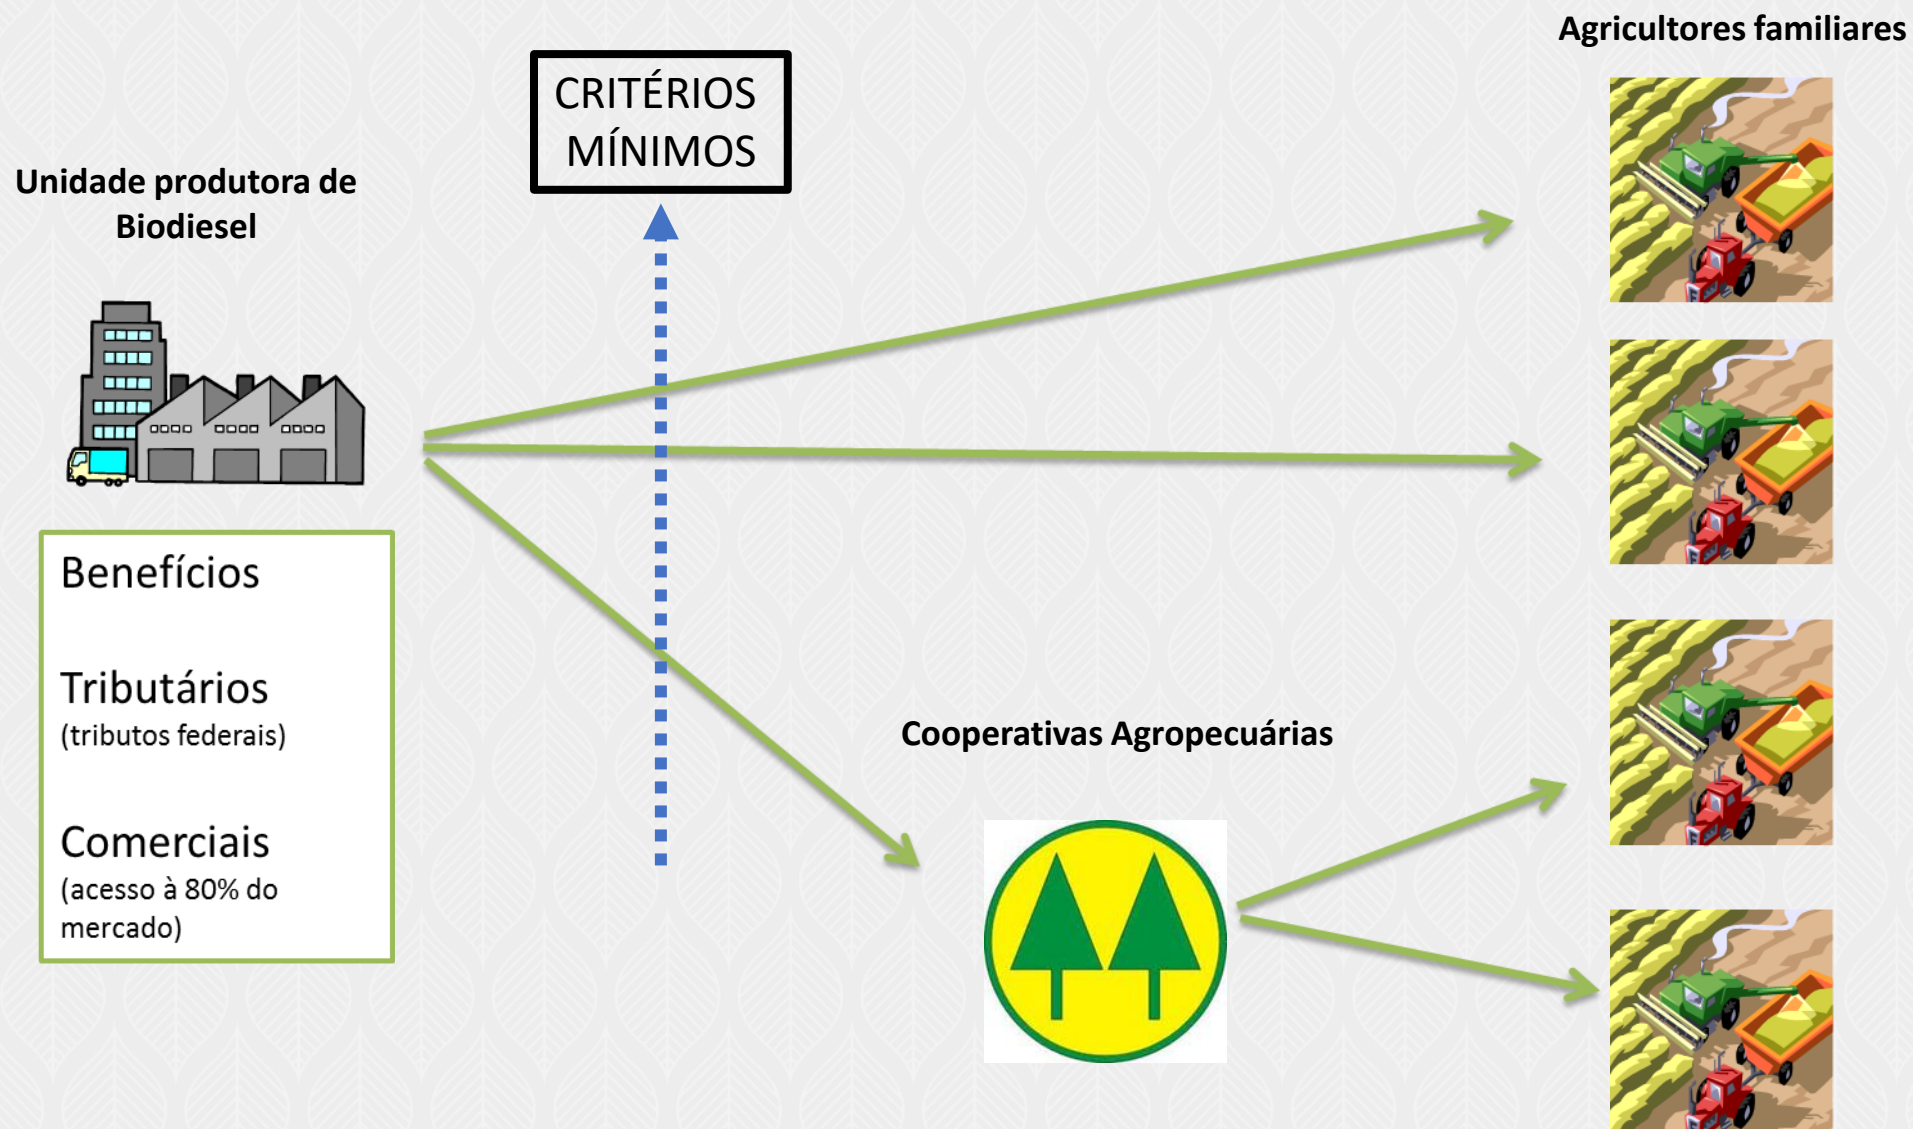 Agricultores familiares
CRITÉRIOS
MÍNIMOS
Unidade produtora de
Biodiesel
Benefícios
Tributários
(tributos federais)
Comerciais
(acesso à 80% do
mercado)
Cooperativas Agropecuárias